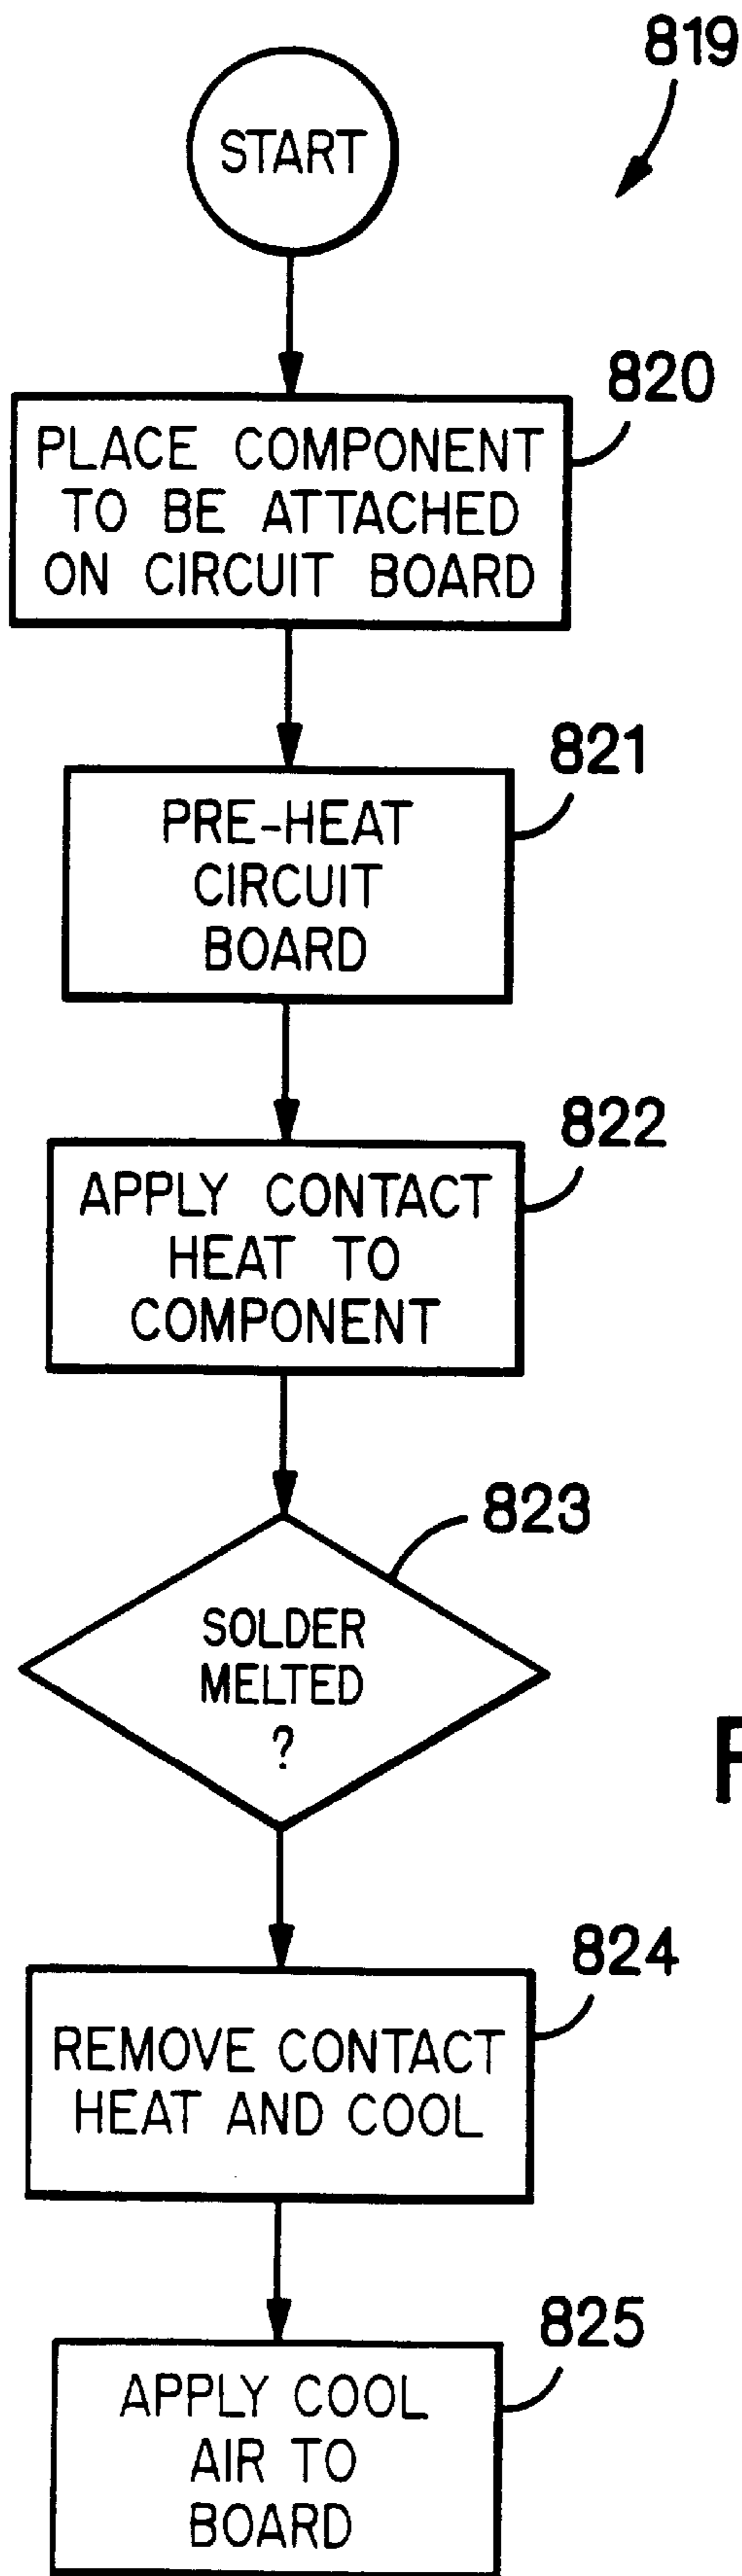 819
START
820
PLACE COMPONENT
TO BE ATTACHED
ON CIRCUIT BOARD
821
PRE-HEAT
CIRCUIT
BOARD
822
APPLY CONTACT
HEAT TO
COMPONENT
823
SOLDER
MELTED
?
824
REMOVE CONTACT
HEAT AND COOL
825
APPLY COOL
AIR TO
BOARD